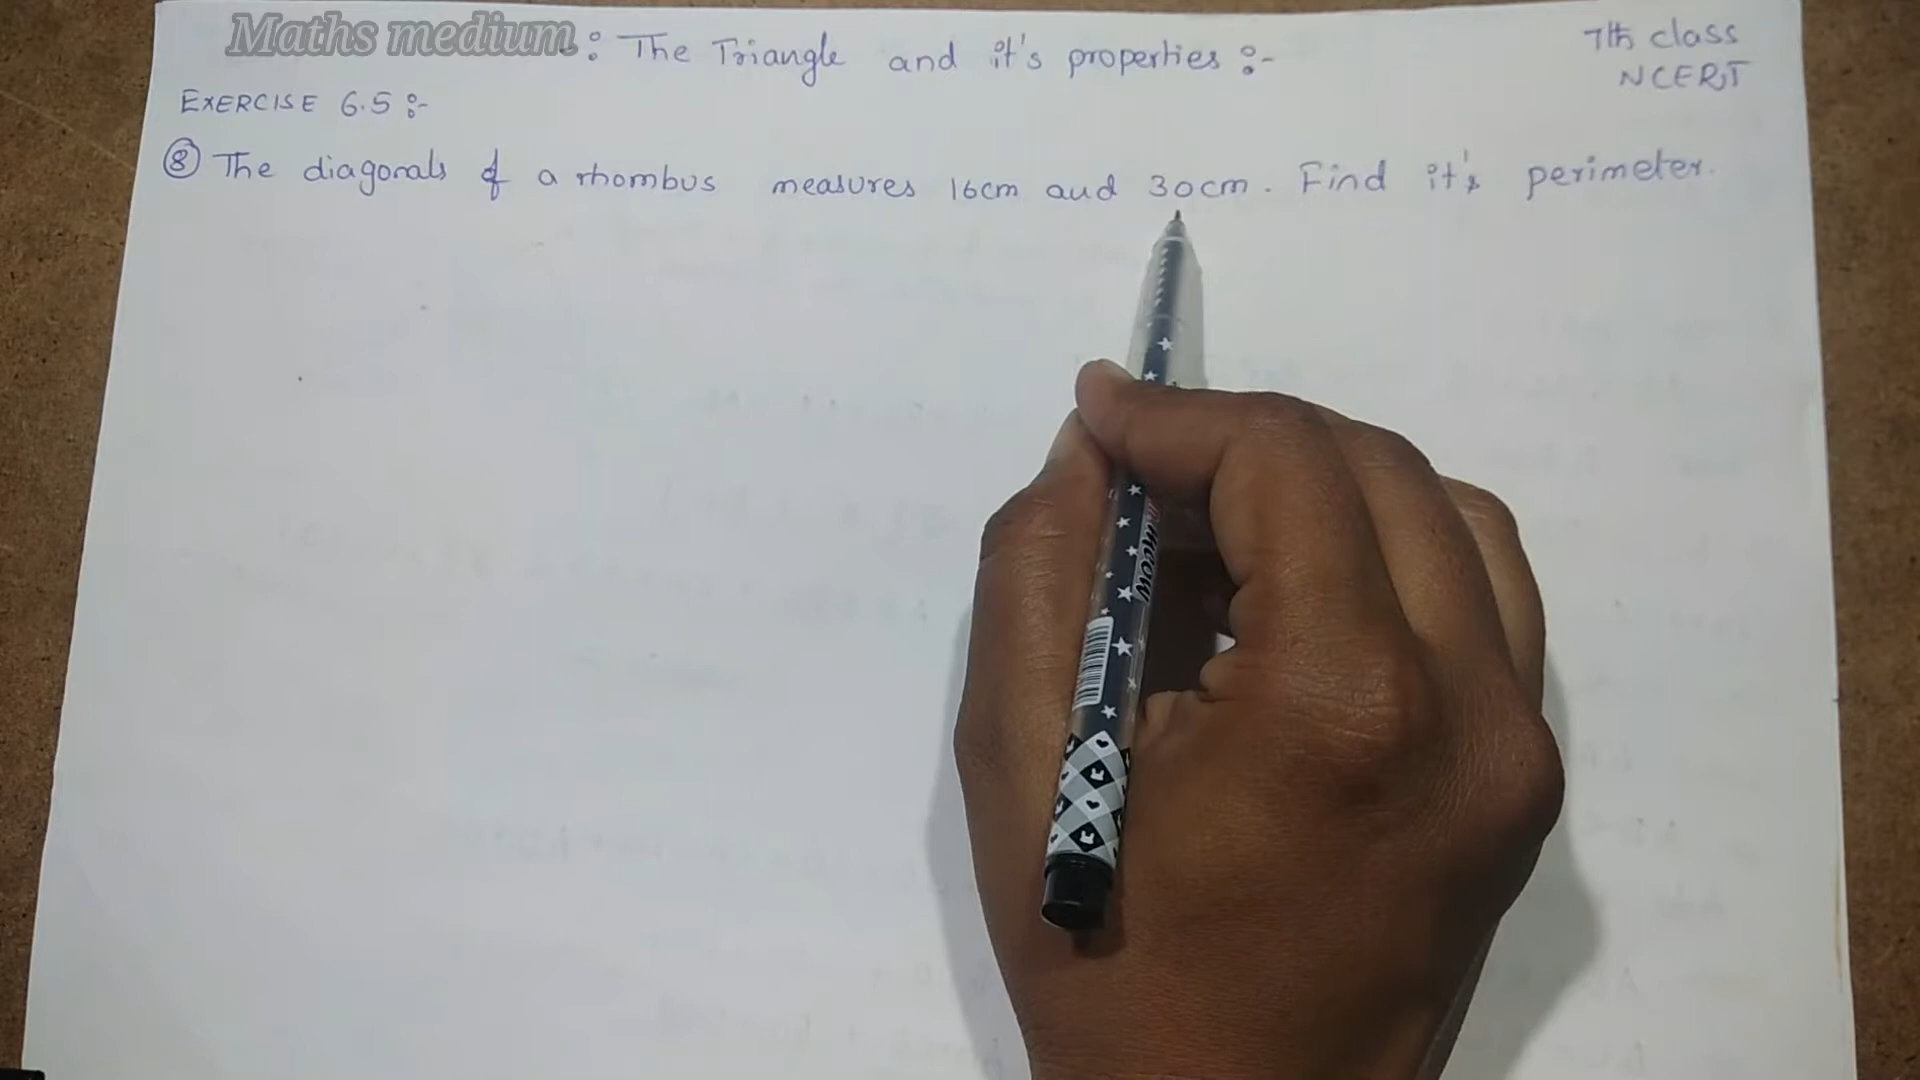 Maths medium
:- The Triangle and it's properties :-
7th class
NCERT
EXERCISE 6.5 :-
⑧ The diagonals of a rhombus measures 16cm and 30cm. Find it's perimeter.